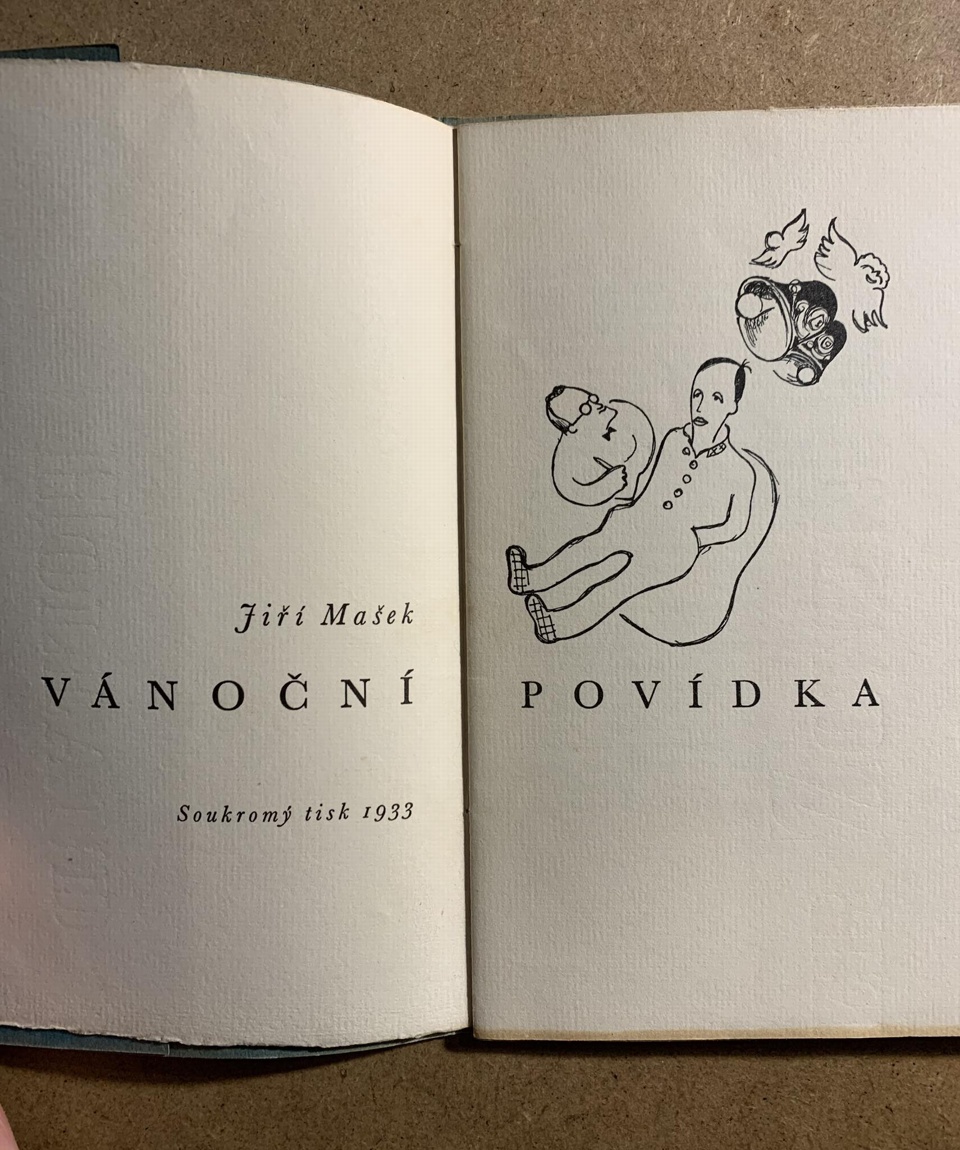 Jiří Mašek
VÁNOČNÍ POVÍDKA
Soukromý tisk 1933